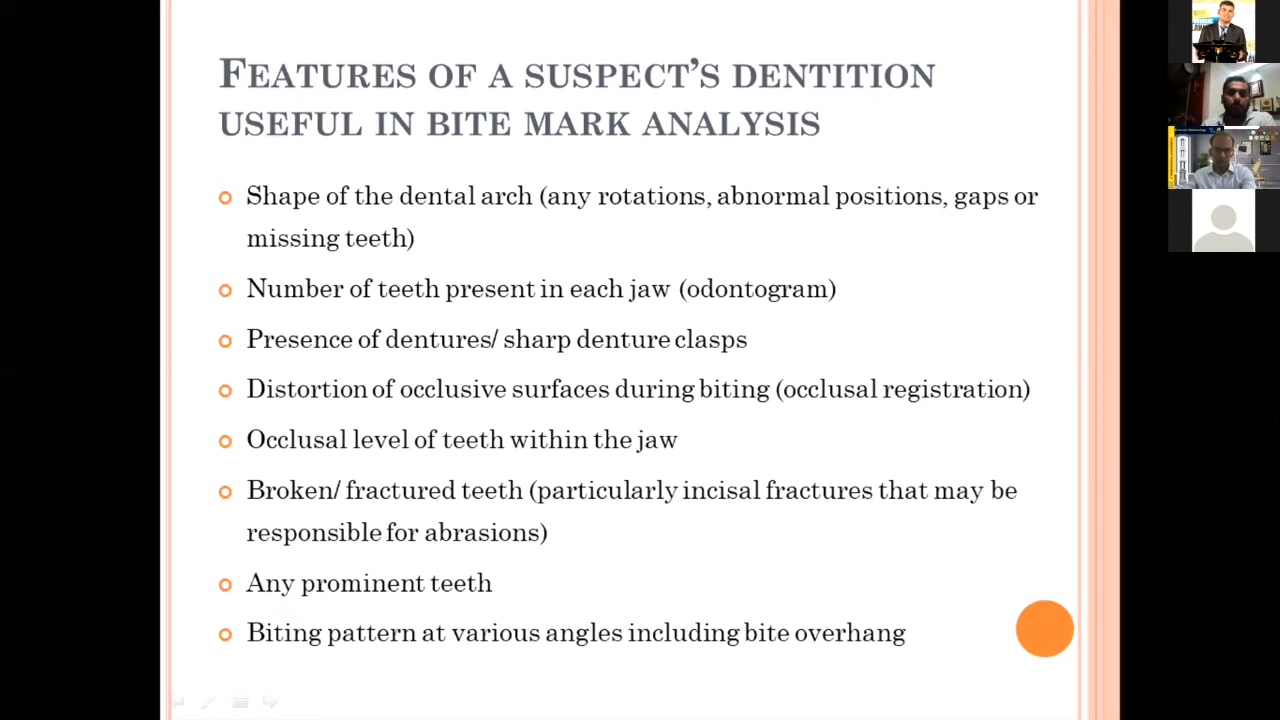 FEATURES OF A SUSPECT'S DENTITION
USEFUL IN BITE MARK ANALYSIS
Shape of the dental arch (any rotations, abnormal positions, gaps or
missing teeth)
Number of teeth present in each jaw (odontogram)
Presence of dentures/ sharp denture clasps
Distortion of occlusive surfaces during biting (occlusal registration)
Occlusal level of teeth within the jaw
Broken/ fractured teeth (particularly incisal fractures that may be
responsible for abrasions)
Any prominent teeth
Biting pattern at various angles including bite overhang